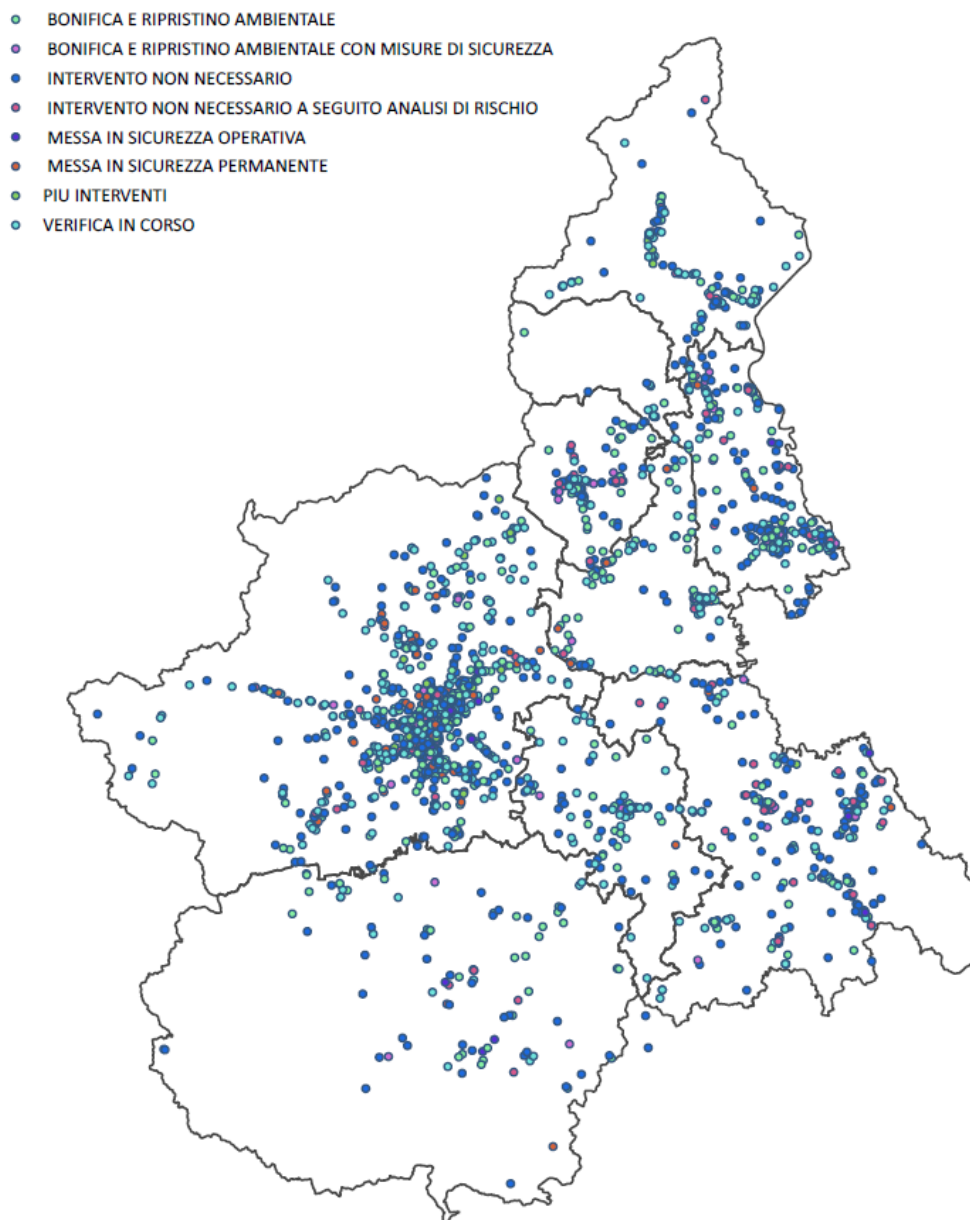 BONIFICA E RIPRISTINO AMBIENTALE
BONIFICA E RIPRISTINO AMBIENTALE CON MISURE DI SICUREZZA
INTERVENTO NON NECESSARIO
INTERVENTO NON NECESSARIO A SEGUITO ANALISI DI RISCHIO
MESSA IN SICUREZZA OPERATIVA
MESSA IN SICUREZZA PERMANENTE
PIU INTERVENTI
VERIFICA IN CORSO